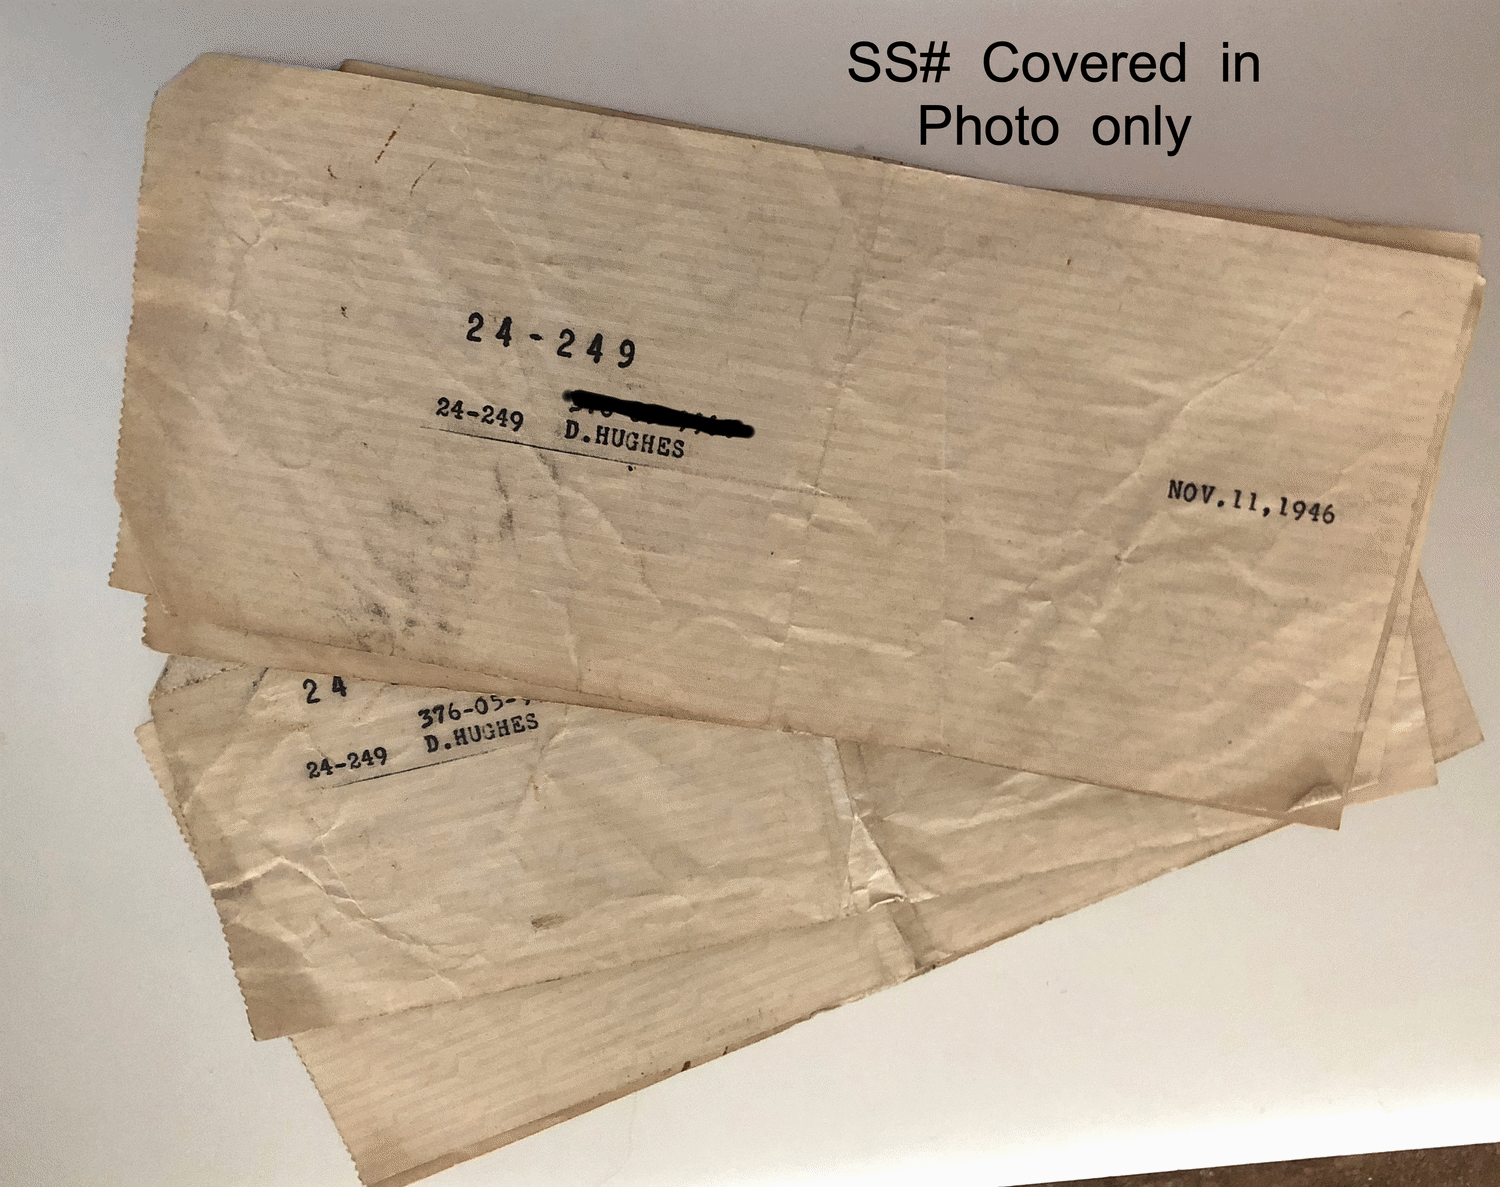 SS# Covered in
Photo only
24-249
24-249 D.HUGHES
NOV.11,1946
24
376-05-
24-249 D.HUGHES